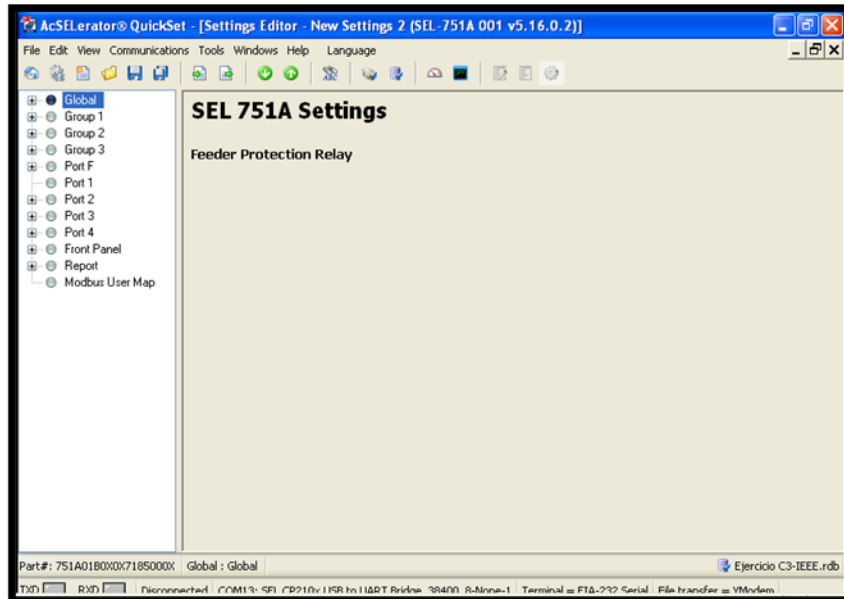 AcSELerator® QuickSet - [Settings Editor - New Settings 2 (SEL-751A 001 v5.16.0.2)]
File Edit View Communications Tools Windows Help Language
Global
Group 1
Group 2
Group 3
Port F
Port 1
Port 2
Port 3
Port 4
Front Panel
Report
Modbus User Map
SEL 751A Settings
Feeder Protection Relay
Part#: 751A01B0X0X7185000X Global : Global Ejercicio C3-IEEE.rdb
TXD RXD Disconnected COM13: SEL CP210x USB to UART Bridge 38400 8-None-1 Terminal = EIA-232 Serial File transfer = YModem